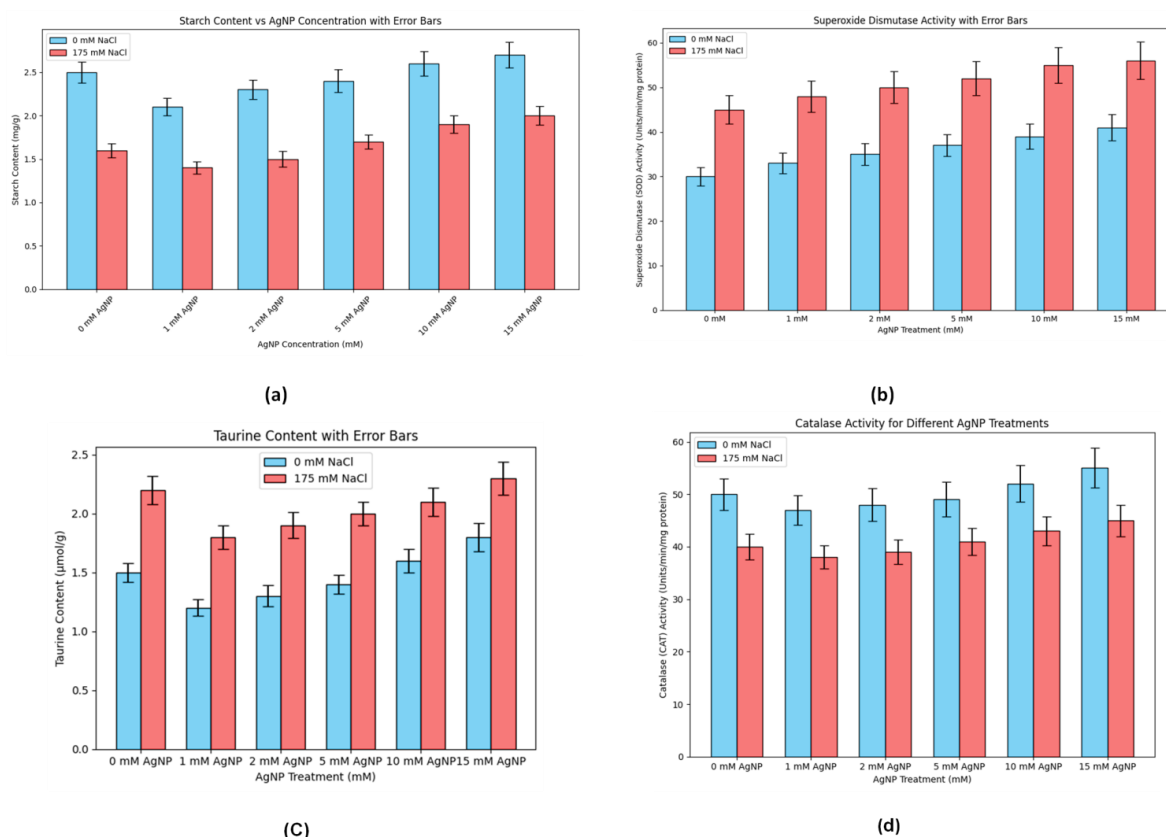 Starch Content vs AgNP Concentration with Error Bars
0 mM NaCl
175 mM NaCl
Starch Content (mg/g)
2.5
2.0
1.5
1.0
0.5
0.0
0 mM AgNP
1 mM AgNP
2 mM AgNP
5 mM AgNP
10 mM AgNP
15 mM AgNP
AgNP Concentration (mM)
(a)
Superoxide Dismutase Activity with Error Bars
0 mM NaCl
175 mM NaCl
Superoxide Dismutase (SOD) Activity (Units/min/mg protein)
60
50
40
30
20
10
0
0 mM
1 mM
2 mM
5 mM
10 mM
15 mM
AgNP Treatment (mM)
(b)
Taurine Content with Error Bars
0 mM NaCl
175 mM NaCl
Taurine Content (μmol/g)
2.5
2.0
1.5
1.0
0.5
0.0
0 mM AgNP
1 mM AgNP
2 mM AgNP
5 mM AgNP
10 mM AgNP
15 mM AgNP
AgNP Treatment (mM)
(C)
Catalase Activity for Different AgNP Treatments
0 mM NaCl
175 mM NaCl
Catalase (CAT) Activity (Units/min/mg protein)
60
50
40
30
20
10
0
0 mM AgNP
1 mM AgNP
2 mM AgNP
5 mM AgNP
10 mM AgNP
15 mM AgNP
AgNP Treatment (mM)
(d)